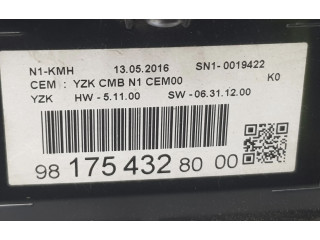 N1-KMH 13.05.2016 SN1- 0019422
CEM : YZK CMB N1 CEM00 K0
YZK HW - 5.11.00 SW - 06.31.12.00
98 175 432 80 00